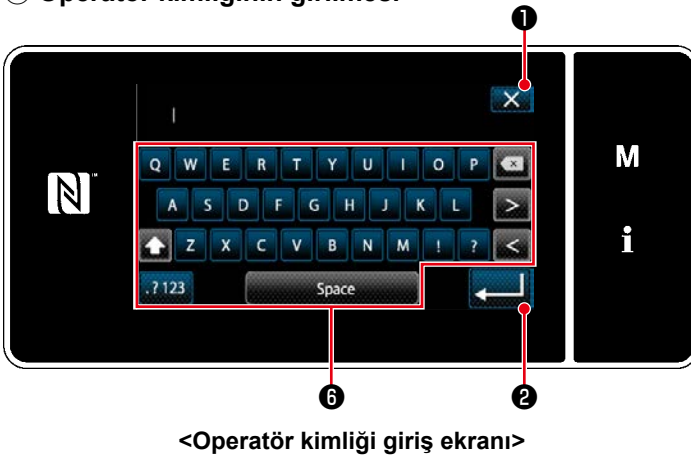 Operatör kimliğinin girilmesi
❶
Q W E R T Y U I O P
M
A S D F G H J K L >
Z X C V B N M ! ? <
i
.?123 Space
❻ ❷
<Operatör kimliği giriş ekranı>